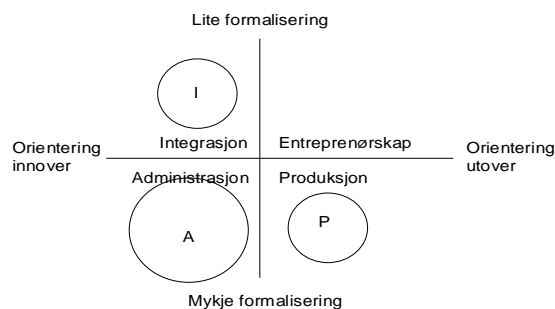 Lite formalisering
I
Orientering
innover
Integrasjon
Entreprenørskap
Orientering
utover
Administrasjon
Produksjon
A
P
Mykje formalisering